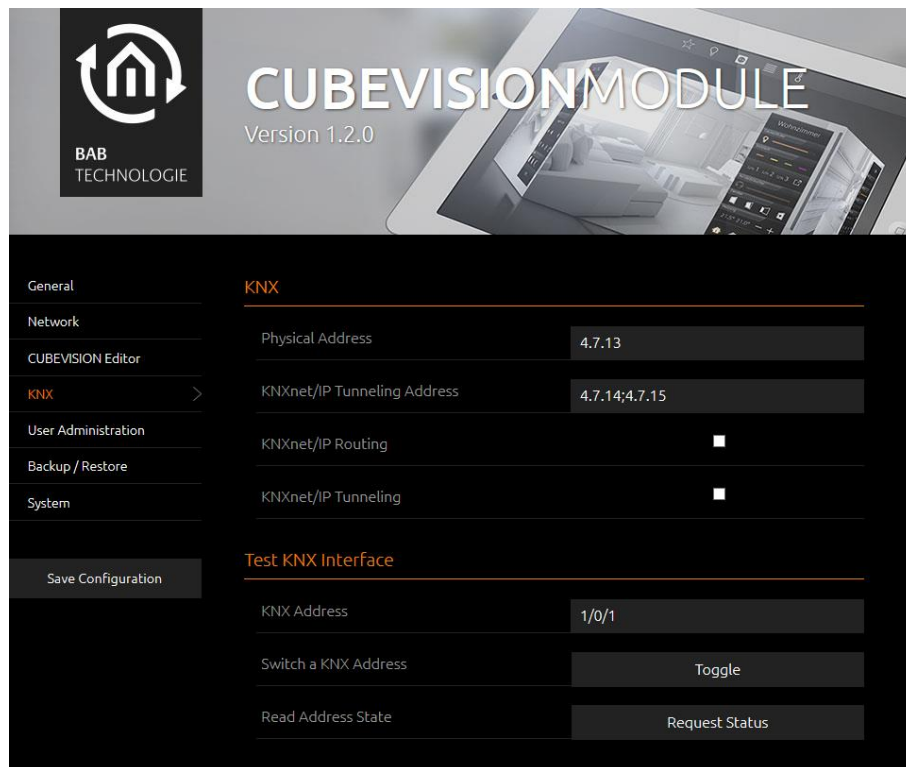 CUBEVISIONMODULE
Version 1.2.0
BAB
TECHNOLOGIE
Wohnzimmer
General
Network
CUBEVISION Editor
KNX
User Administration
Backup / Restore
System
Save Configuration
KNX
Physical Address 4.7.13
KNXnet/IP Tunneling Address 4.7.14;4.7.15
KNXnet/IP Routing
KNXnet/IP Tunneling
Test KNX Interface
KNX Address 1/0/1
Switch a KNX Address Toggle
Read Address State Request Status